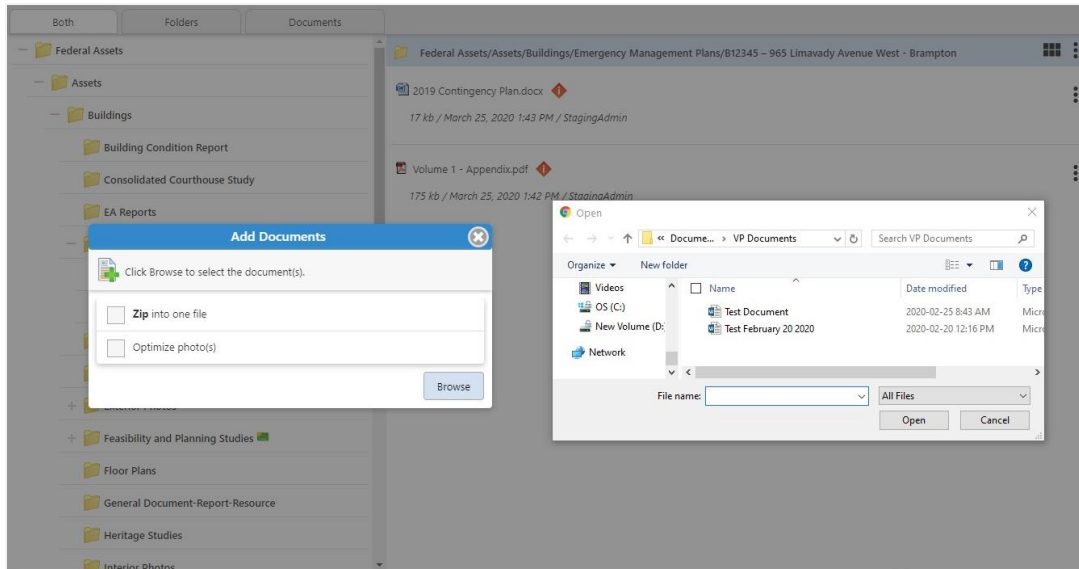 Both Folders Documents
Federal Assets
Assets
Buildings
Building Condition Report
Consolidated Courthouse Study
EA Reports
Feasibility and Planning Studies
Floor Plans
General Document-Report-Resource
Heritage Studies
Interior Photos
Federal Assets/Assets/Buildings/Emergency Management Plans/B12345 – 965 Limavady Avenue West - Brampton
2019 Contingency Plan.docx
17 kb / March 25, 2020 1:43 PM / StagingAdmin
Volume 1 - Appendix.pdf
175 kb / March 25, 2020 1:42 PM / StagingAdmin
Add Documents
Click Browse to select the document(s).
Zip into one file
Optimize photo(s)
Browse
Open
« Docume... › VP Documents Search VP Documents
Organize New folder
Name Date modified Type
Videos
OS (C:)
New Volume (D:
Network
Test Document 2020-02-25 8:43 AM Micr
Test February 20 2020 2020-02-20 12:16 PM Micr
File name: All Files
Open Cancel